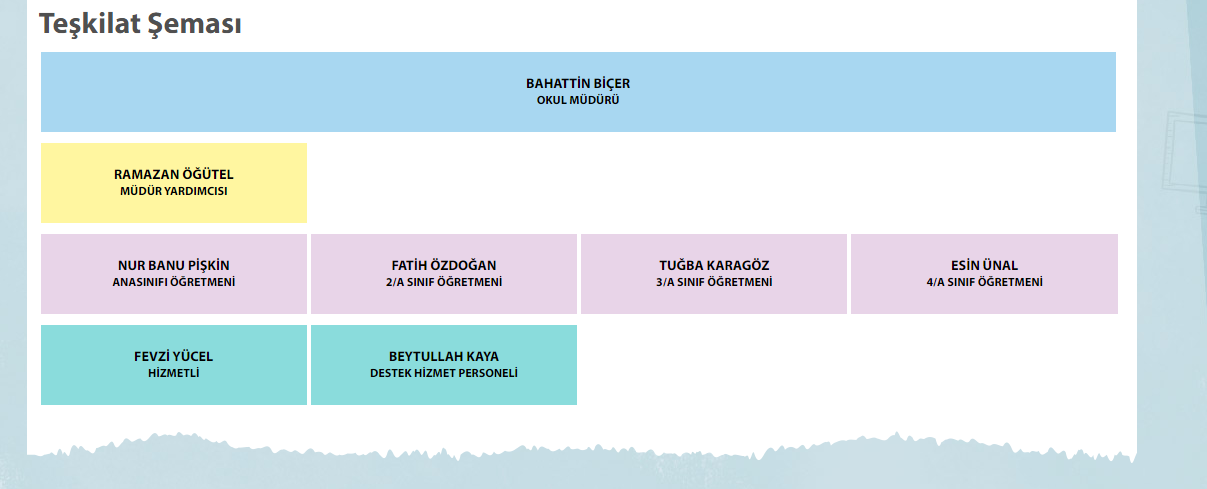 Teşkilat Şeması
BAHATTİN BİÇER
OKUL MÜDÜRÜ
RAMAZAN ÖĞÜTEL
MÜDÜR YARDIMCISI
NUR BANU PİŞKİN
ANASINIFI ÖĞRETMENİ
FATİH ÖZDOĞAN
2/A SINIF ÖĞRETMENİ
TUĞBA KARAGÖZ
3/A SINIF ÖĞRETMENİ
ESİN ÜNAL
4/A SINIF ÖĞRETMENİ
FEVZİ YÜCEL
HİZMETLİ
BEYTULLAH KAYA
DESTEK HİZMET PERSONELİ